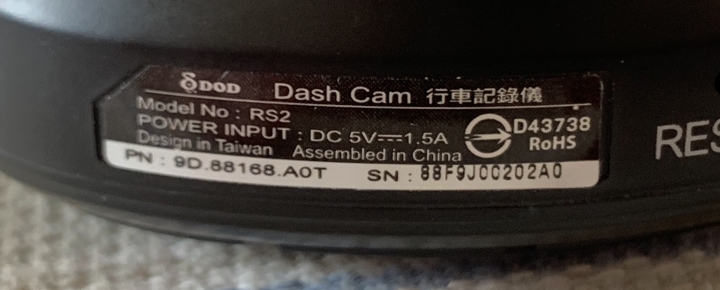 DOD Dash Cam 行車記錄儀
Model No : RS2
POWER INPUT : DC 5V⎓1.5A
D43738
RoHS
Design in Taiwan Assembled in China
PN : 9D.88168.A0T SN : 88F9J00202A0
RES